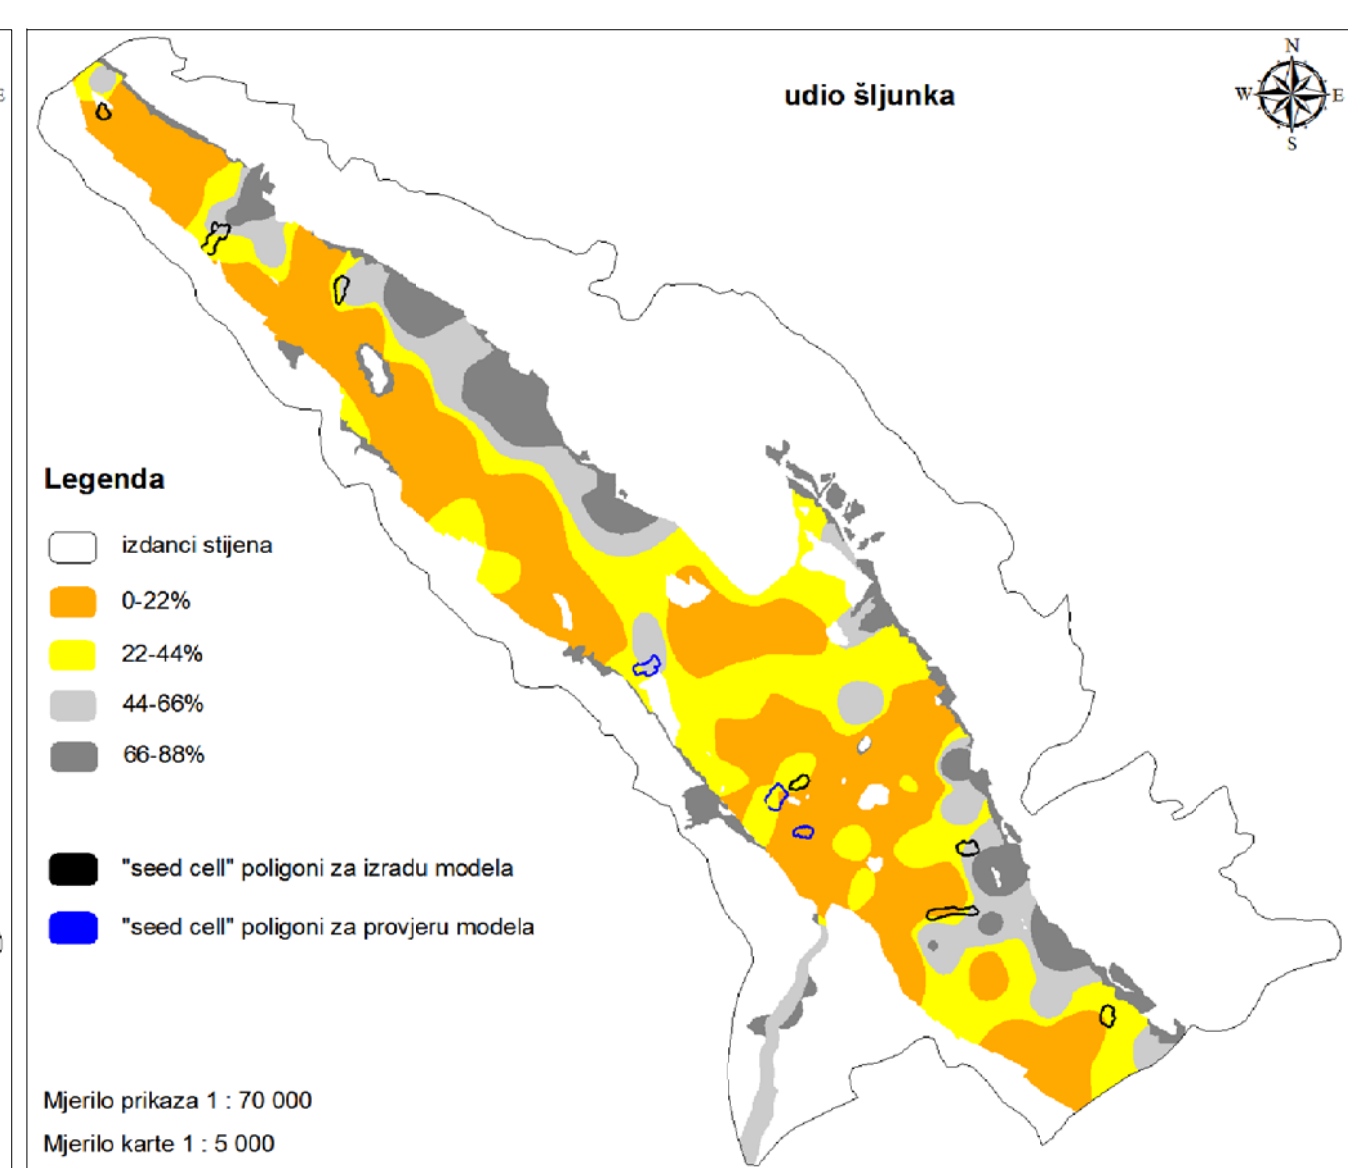 udio šljunka
N
W
E
S
Legenda
izdanci stijena
0-22%
22-44%
44-66%
66-88%
"seed cell" poligoni za izradu modela
"seed cell" poligoni za provjeru modela
Mjerilo prikaza 1 : 70 000
Mjerilo karte 1 : 5 000